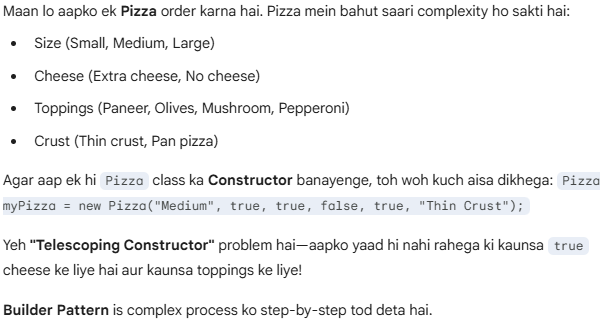 Maan lo aapko ek Pizza order karna hai. Pizza mein bahut saari complexity ho sakti hai:
• Size (Small, Medium, Large)
• Cheese (Extra cheese, No cheese)
• Toppings (Paneer, Olives, Mushroom, Pepperoni)
• Crust (Thin crust, Pan pizza)
Agar aap ek hi Pizza class ka Constructor banayenge, toh woh kuch aisa dikhega: Pizza
myPizza = new Pizza("Medium", true, true, false, true, "Thin Crust");
Yeh "Telescoping Constructor" problem hai—aapko yaad hi nahi rahega ki kaunsa true
cheese ke liye hai aur kaunsa toppings ke liye!
Builder Pattern is complex process ko step-by-step tod deta hai.